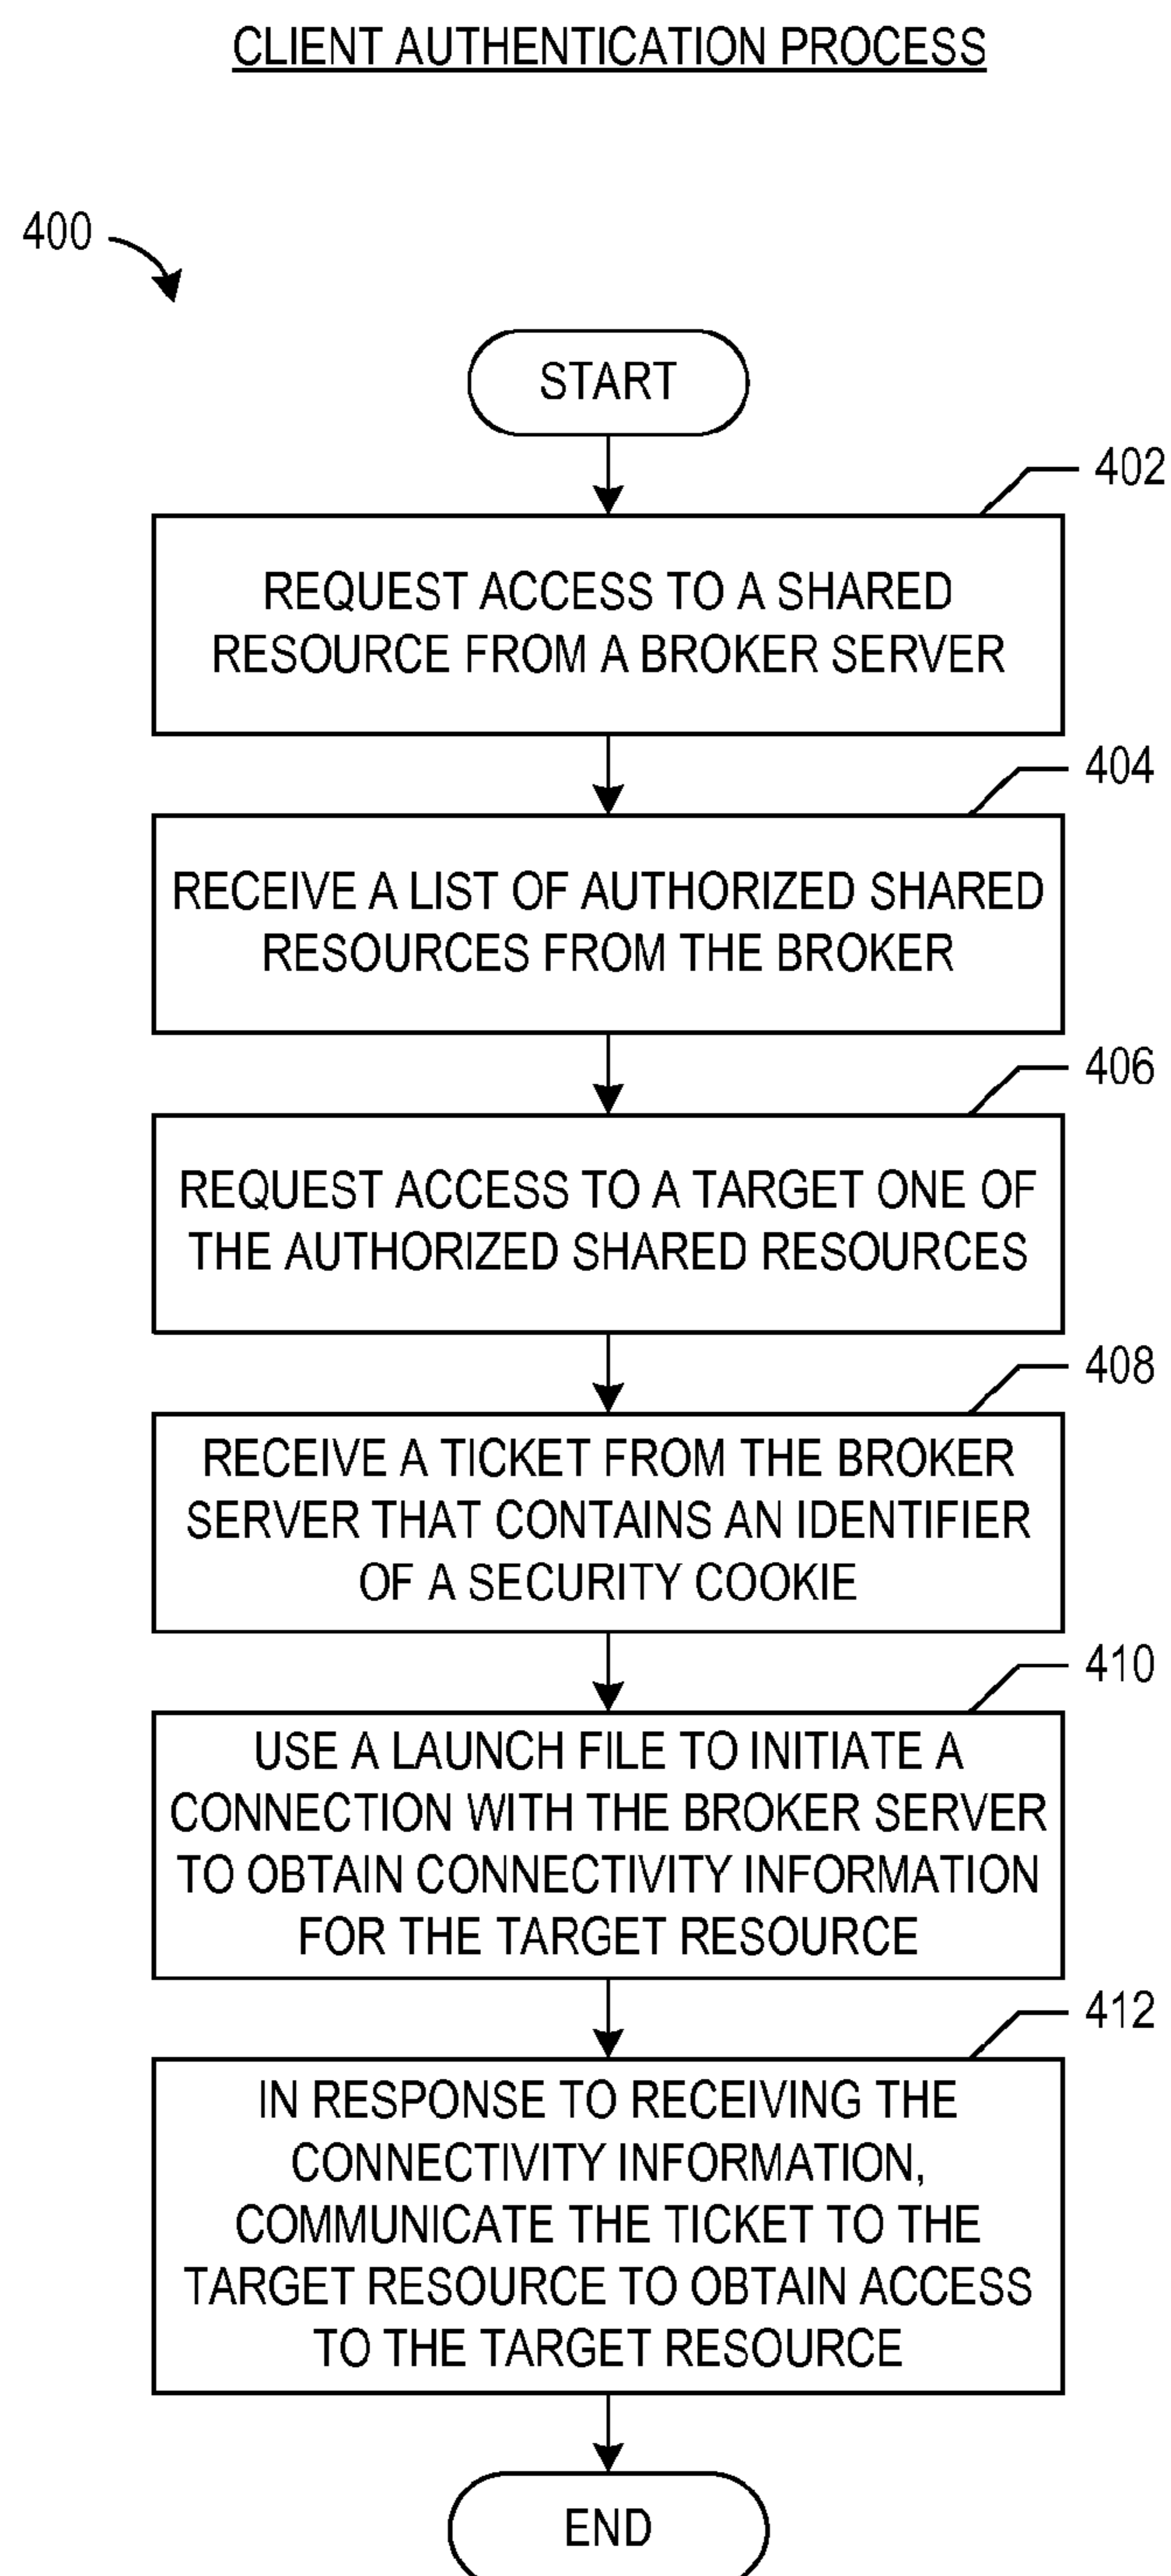 CLIENT AUTHENTICATION PROCESS
400
START
402
REQUEST ACCESS TO A SHARED
RESOURCE FROM A BROKER SERVER
404
RECEIVE A LIST OF AUTHORIZED SHARED
RESOURCES FROM THE BROKER
406
REQUEST ACCESS TO A TARGET ONE OF
THE AUTHORIZED SHARED RESOURCES
408
RECEIVE A TICKET FROM THE BROKER
SERVER THAT CONTAINS AN IDENTIFIER
OF A SECURITY COOKIE
410
USE A LAUNCH FILE TO INITIATE A
CONNECTION WITH THE BROKER SERVER
TO OBTAIN CONNECTIVITY INFORMATION
FOR THE TARGET RESOURCE
412
IN RESPONSE TO RECEIVING THE
CONNECTIVITY INFORMATION,
COMMUNICATE THE TICKET TO THE
TARGET RESOURCE TO OBTAIN ACCESS
TO THE TARGET RESOURCE
END